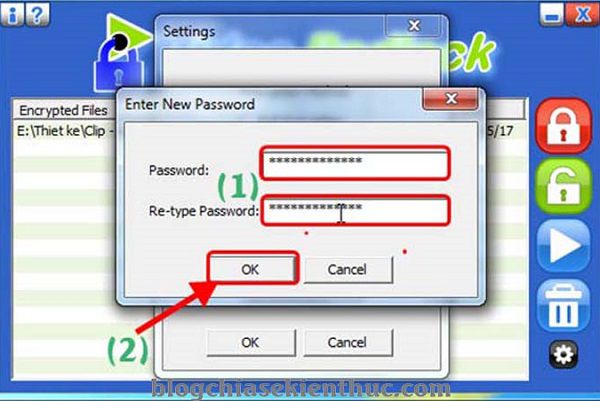 i ?
Settings
Enter New Password
Encrypted Files
E:\Thiet ke\Clip - 5/17
Password: *************
(1)
Re-type Password: *************
OK Cancel
(2)
OK Cancel
blogchiasekienthuc.com